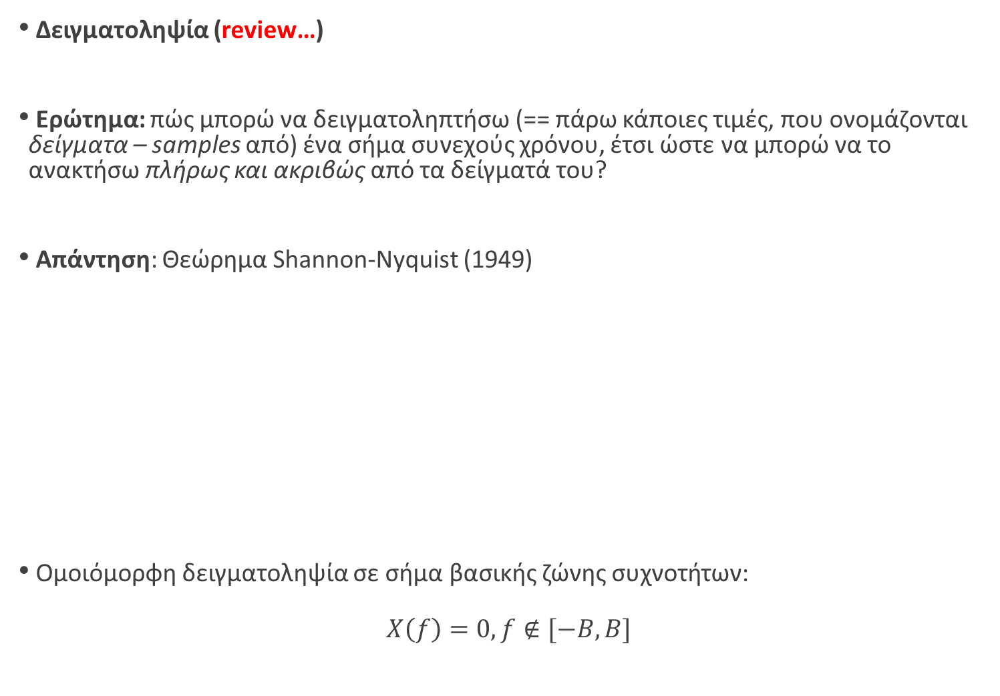 • Δειγματοληψία (review…)
• Ερώτημα: πώς μπορώ να δειγματοληπτήσω (== πάρω κάποιες τιμές, που ονομάζονται
δείγματα – samples από) ένα σήμα συνεχούς χρόνου, έτσι ώστε να μπορώ να το
ανακτήσω πλήρως και ακριβώς από τα δείγματά του?
• Απάντηση: Θεώρημα Shannon-Nyquist (1949)
• Ομοιόμορφη δειγματοληψία σε σήμα βασικής ζώνης συχνοτήτων:
X(f) = 0, f ∉ [−B, B]